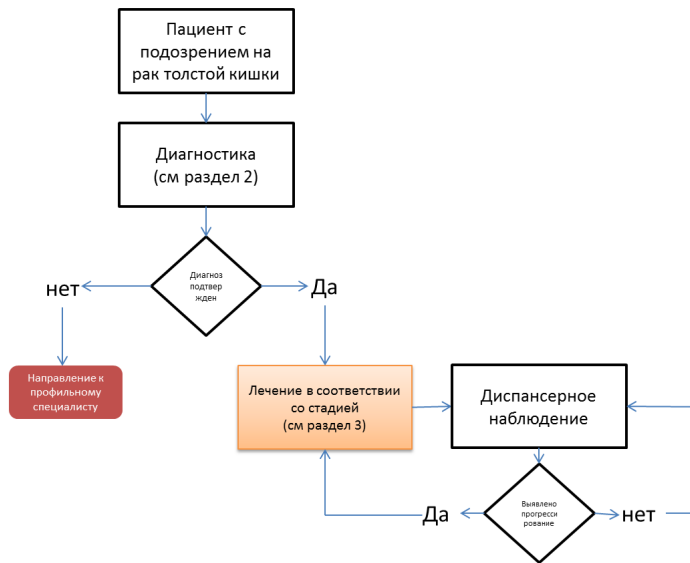 Пациент с
подозрением на
рак толстой кишки
Диагностика
(см раздел 2)
Диагноз
подтвер
жден
нет
Да
Направление к
профильному
специалисту
Лечение в соответствии
со стадией
(см раздел 3)
Диспансерное
наблюдение
Выявлено
прогресси
рование
Да
нет